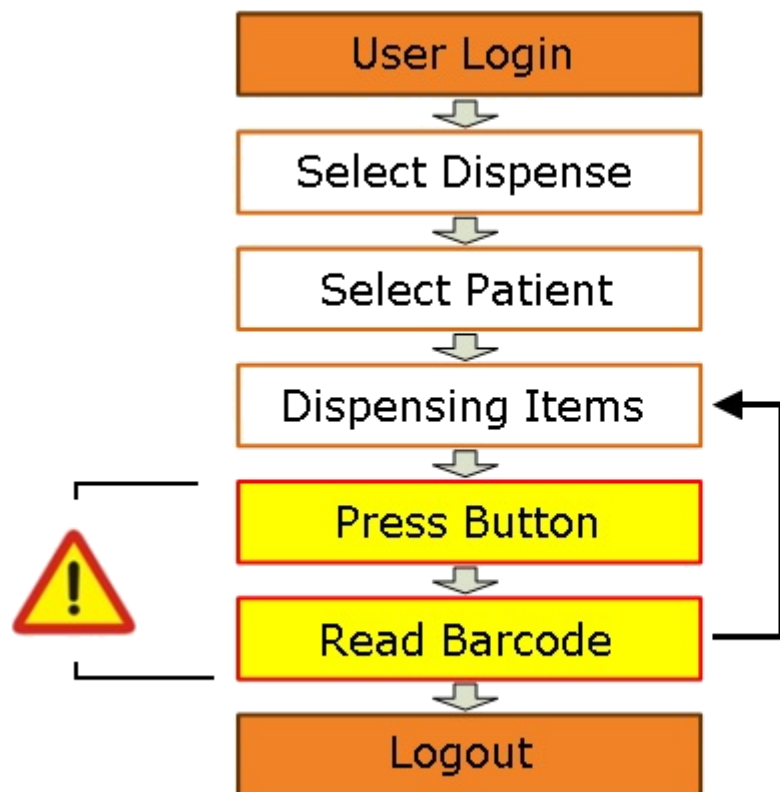 User Login
Select Dispense
Select Patient
Dispensing Items
Press Button
!
Read Barcode
Logout